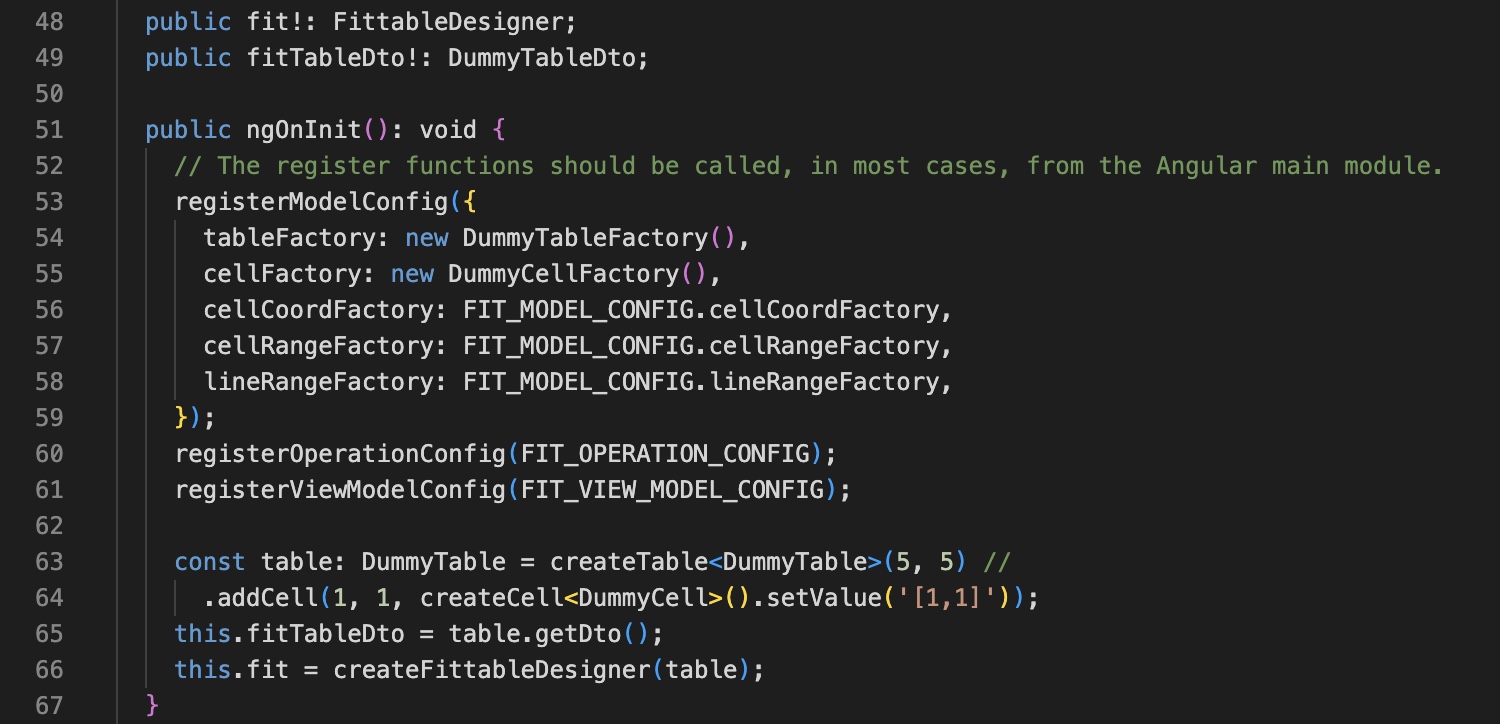 48 public fit!: FittableDesigner;
49 public fitTableDto!: DummyTableDto;
50
51 public ngOnInit(): void {
52 // The register functions should be called, in most cases, from the Angular main module.
53 registerModelConfig({
54 tableFactory: new DummyTableFactory(),
55 cellFactory: new DummyCellFactory(),
56 cellCoordFactory: FIT_MODEL_CONFIG.cellCoordFactory,
57 cellRangeFactory: FIT_MODEL_CONFIG.cellRangeFactory,
58 lineRangeFactory: FIT_MODEL_CONFIG.lineRangeFactory,
59 });
60 registerOperationConfig(FIT_OPERATION_CONFIG);
61 registerViewModelConfig(FIT_VIEW_MODEL_CONFIG);
62
63 const table: DummyTable = createTable<DummyTable>(5, 5) //
64 .addCell(1, 1, createCell<DummyCell>().setValue('[1,1]'));
65 this.fitTableDto = table.getDto();
66 this.fit = createFittableDesigner(table);
67 }